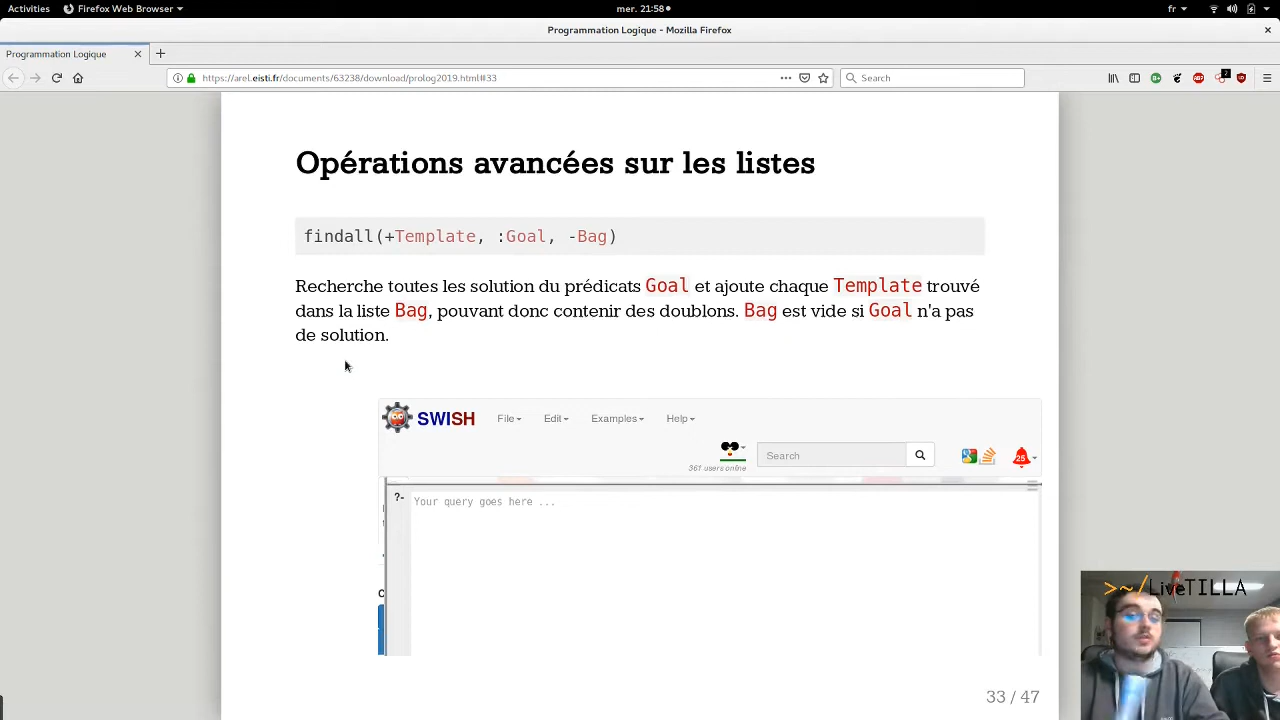 Activities Firefox Web Browser mer. 21:58 fr
Programmation Logique - Mozilla Firefox
Programmation Logique
https://arel.eisti.fr/documents/63238/download/prolog2019.html#33 Search
Opérations avancées sur les listes
findall(+Template, :Goal, -Bag)
Recherche toutes les solution du prédicats Goal et ajoute chaque Template trouvé
dans la liste Bag, pouvant donc contenir des doublons. Bag est vide si Goal n'a pas
de solution.
SWISH File Edit Examples Help
Search 25
361 users online
?- Your query goes here ...
>~/LiveTILLA
33 / 47